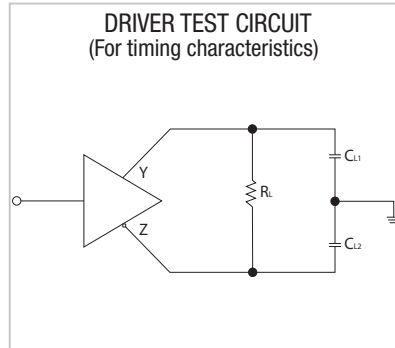 DRIVER TEST CIRCUIT
(For timing characteristics)
Y
Z
RL
CL1
CL2